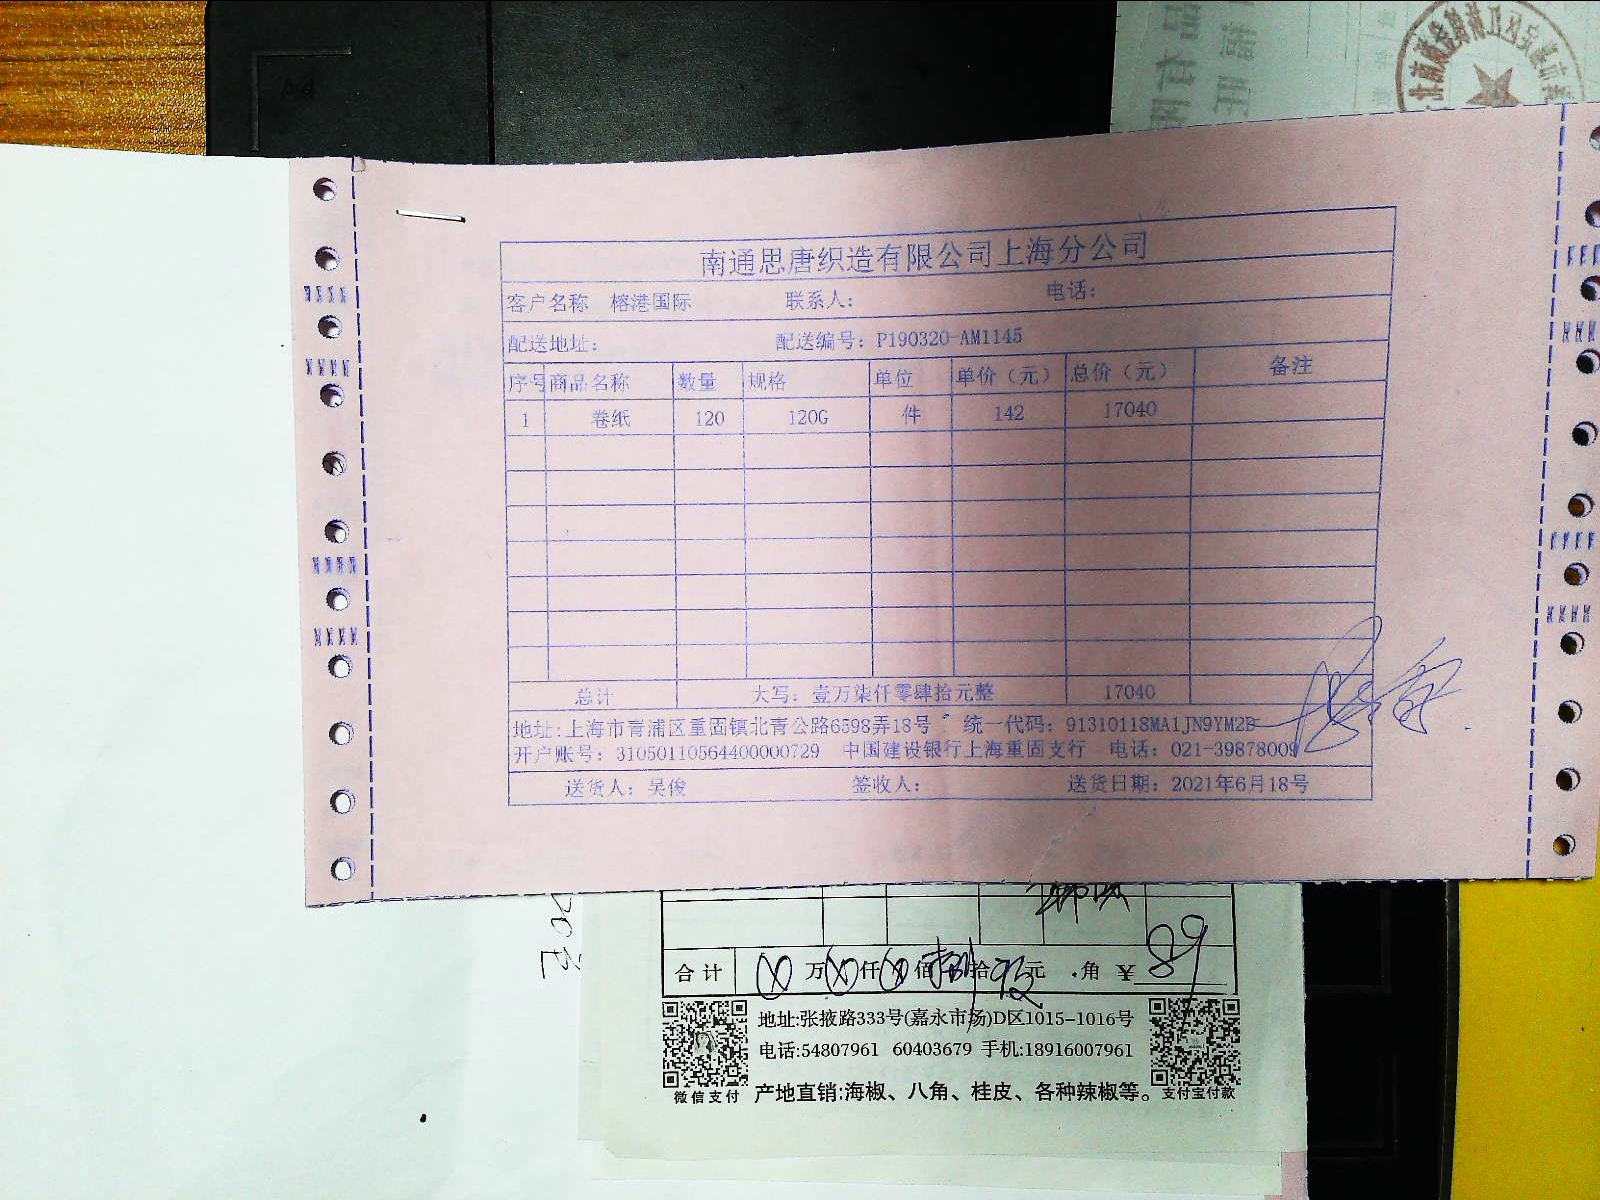 南通思唐织造有限公司上海分公司
客户名称 榕港国际 联系人: 电话:
配送地址: 配送编号: P190320-AM1145
序号 商品名称 数量 规格 单位 单价（元） 总价（元） 备注
1 卷纸 120 120G 件 142 17040
总计 大写: 壹万柒仟零肆拾元整 17040
地址:上海市青浦区重固镇北青公路6598弄18号 统一代码: 91310118MA1JN9YM2B
开户账号: 31050110564400000729 中国建设银行上海重固支行 电话: 021-39878009
送货人: 吴俊 签收人: 送货日期: 2021年6月18号
合计 万 仟 佰 捌拾 玖元 角 ¥ 89
地址:张掖路333号(嘉永市场)D区1015-1016号
电话:54807961 60403679 手机:18916007961
微信支付 产地直销:海椒、八角、桂皮、各种辣椒等。 支付宝付款